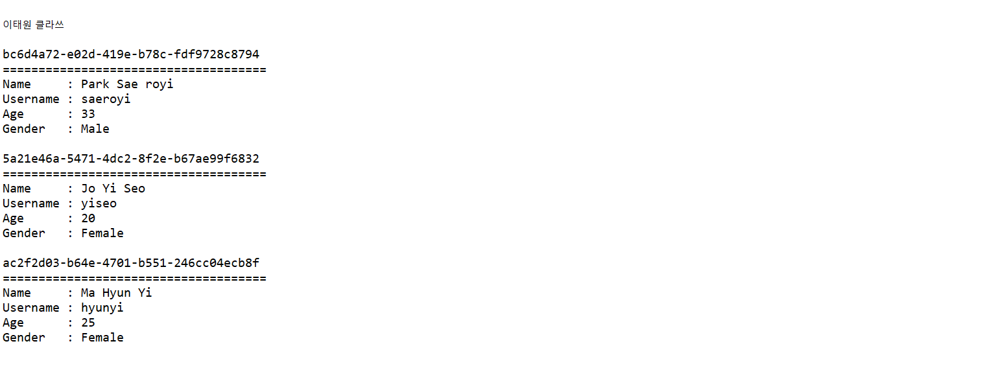 이태원 클라쓰
bc6d4a72-e02d-419e-b78c-fdf9728c8794
=====================================
Name     : Park Sae royi
Username : saeroyi
Age      : 33
Gender   : Male
5a21e46a-5471-4dc2-8f2e-b67ae99f6832
=====================================
Name     : Jo Yi Seo
Username : yiseo
Age      : 20
Gender   : Female
ac2f2d03-b64e-4701-b551-246cc04ecb8f
=====================================
Name     : Ma Hyun Yi
Username : hyunyi
Age      : 25
Gender   : Female